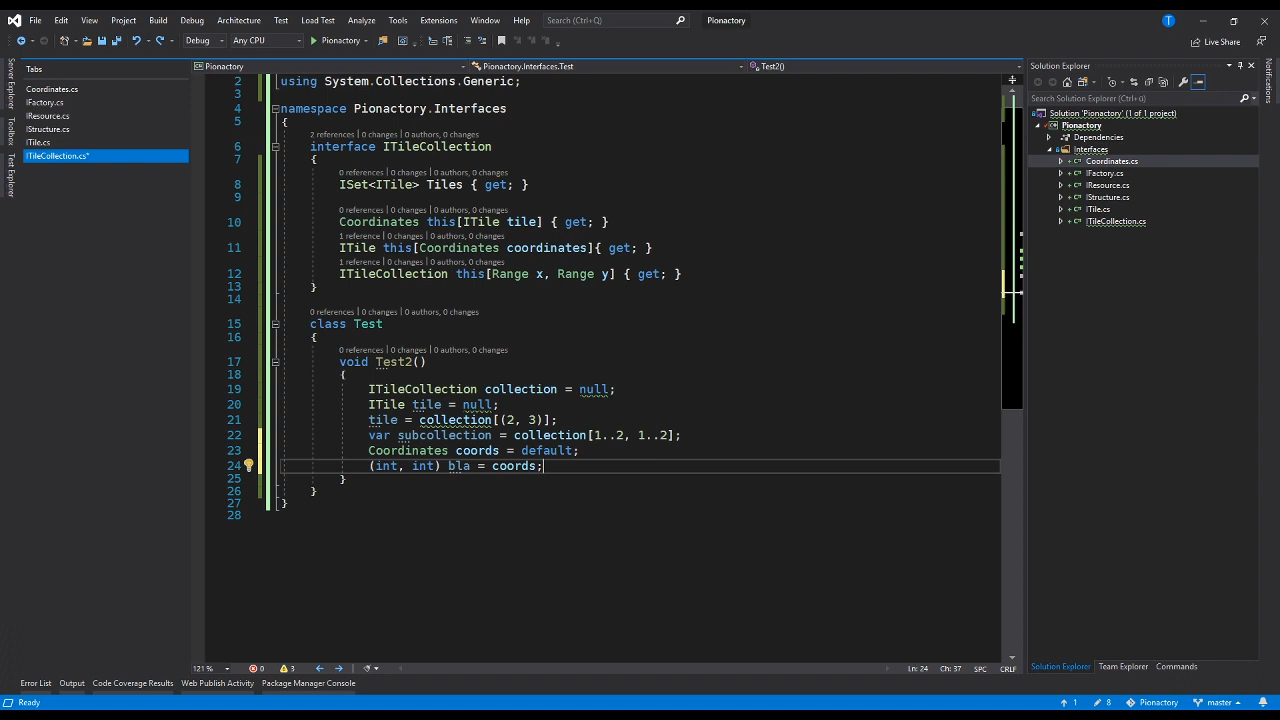 File Edit View Project Build Debug Architecture Test Load Test Analyze Tools Extensions Window Help Search (Ctrl+Q) Pionactory T
Debug Any CPU Pionactory Live Share
Tabs
Coordinates.cs
IFactory.cs
IResource.cs
IStructure.cs
ITile.cs
ITileCollection.cs*
Server Explorer
Toolbox
Test Explorer
Pionactory Pionactory.Interfaces.Test Test2()
2 using System.Collections.Generic;
3
4 namespace Pionactory.Interfaces
5 {
2 references | 0 changes | 0 authors, 0 changes
6 interface ITileCollection
7 {
0 references | 0 changes | 0 authors, 0 changes
8 ISet<ITile> Tiles { get; }
9
0 references | 0 changes | 0 authors, 0 changes
10 Coordinates this[ITile tile] { get; }
1 reference | 0 changes | 0 authors, 0 changes
11 ITile this[Coordinates coordinates]{ get; }
1 reference | 0 changes | 0 authors, 0 changes
12 ITileCollection this[Range x, Range y] { get; }
13 }
14
0 references | 0 changes | 0 authors, 0 changes
15 class Test
16 {
0 references | 0 changes | 0 authors, 0 changes
17 void Test2()
18 {
19 ITileCollection collection = null;
20 ITile tile = null;
21 tile = collection[(2, 3)];
22 var subcollection = collection[1..2, 1..2];
23 Coordinates coords = default;
24 (int, int) bla = coords;
25 }
26 }
27 }
28
121 % 0 3 Ln: 24 Ch: 37 SPC CRLF
Solution Explorer
Search Solution Explorer (Ctrl+ü)
Solution 'Pionactory' (1 of 1 project)
Pionactory
Dependencies
Interfaces
Coordinates.cs
IFactory.cs
IResource.cs
IStructure.cs
ITile.cs
ITileCollection.cs
Solution Explorer Team Explorer Commands
Notifications
Error List Output Code Coverage Results Web Publish Activity Package Manager Console
Ready 1 8 Pionactory master